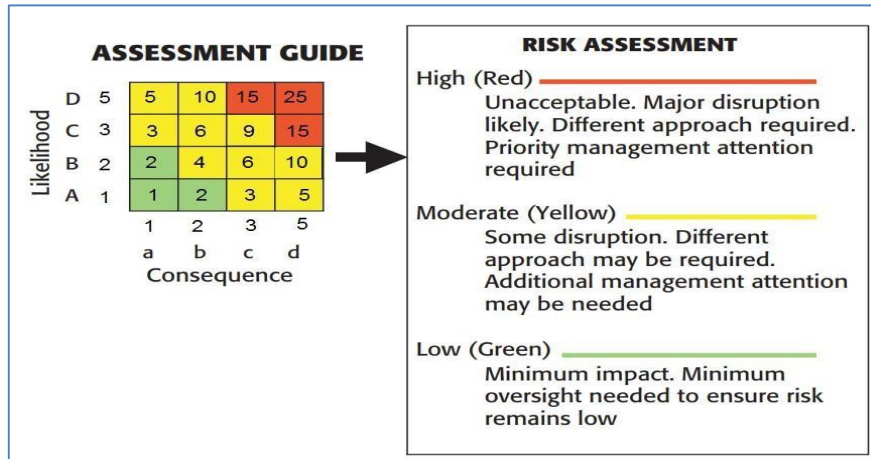 ASSESSMENT GUIDE
Likelihood
D 5 5 10 15 25
C 3 3 6 9 15
B 2 2 4 6 10
A 1 1 2 3 5
1 2 3 5
a b c d
Consequence
RISK ASSESSMENT
High (Red)
Unacceptable. Major disruption
likely. Different approach required.
Priority management attention
required
Moderate (Yellow)
Some disruption. Different
approach may be required.
Additional management attention
may be needed
Low (Green)
Minimum impact. Minimum
oversight needed to ensure risk
remains low